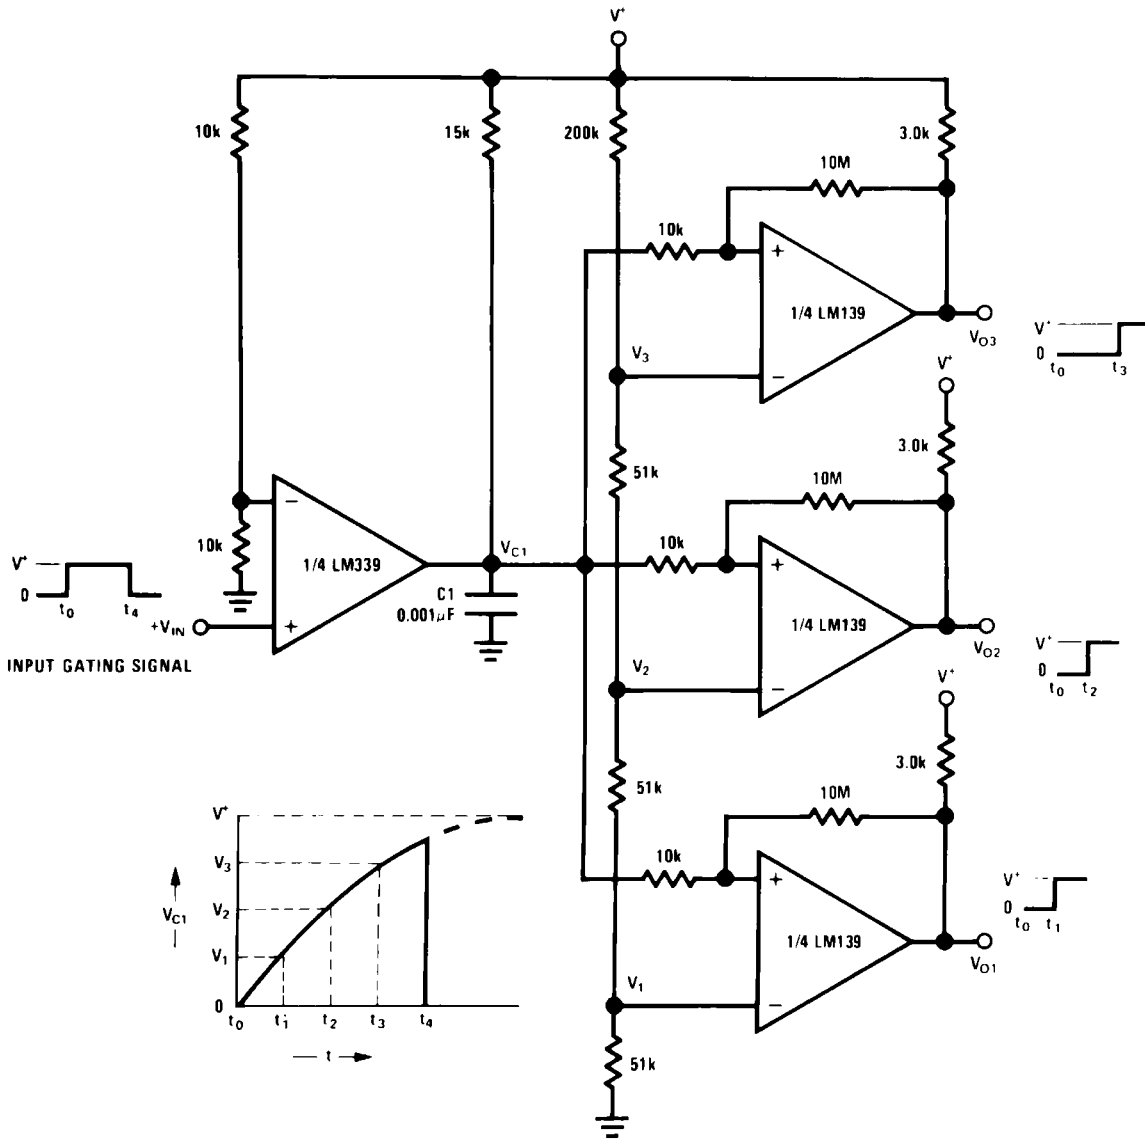 V+
10k
15k
200k
3.0k
10M
10k
+
1/4 LM139
−
VO3
V+
0
t0
t3
V3
V+
3.0k
51k
10M
10k
−
10k
1/4 LM339
+
V+
0
t0
t4
+VIN
INPUT GATING SIGNAL
VC1
C1
0.001µF
+
1/4 LM139
−
VO2
V+
0
t0
t2
V2
V+
3.0k
51k
10M
10k
+
1/4 LM139
−
VO1
V+
0
t0
t1
V1
51k
V+
V3
V2
V1
0
VC1
t0
t1
t2
t3
t4
t